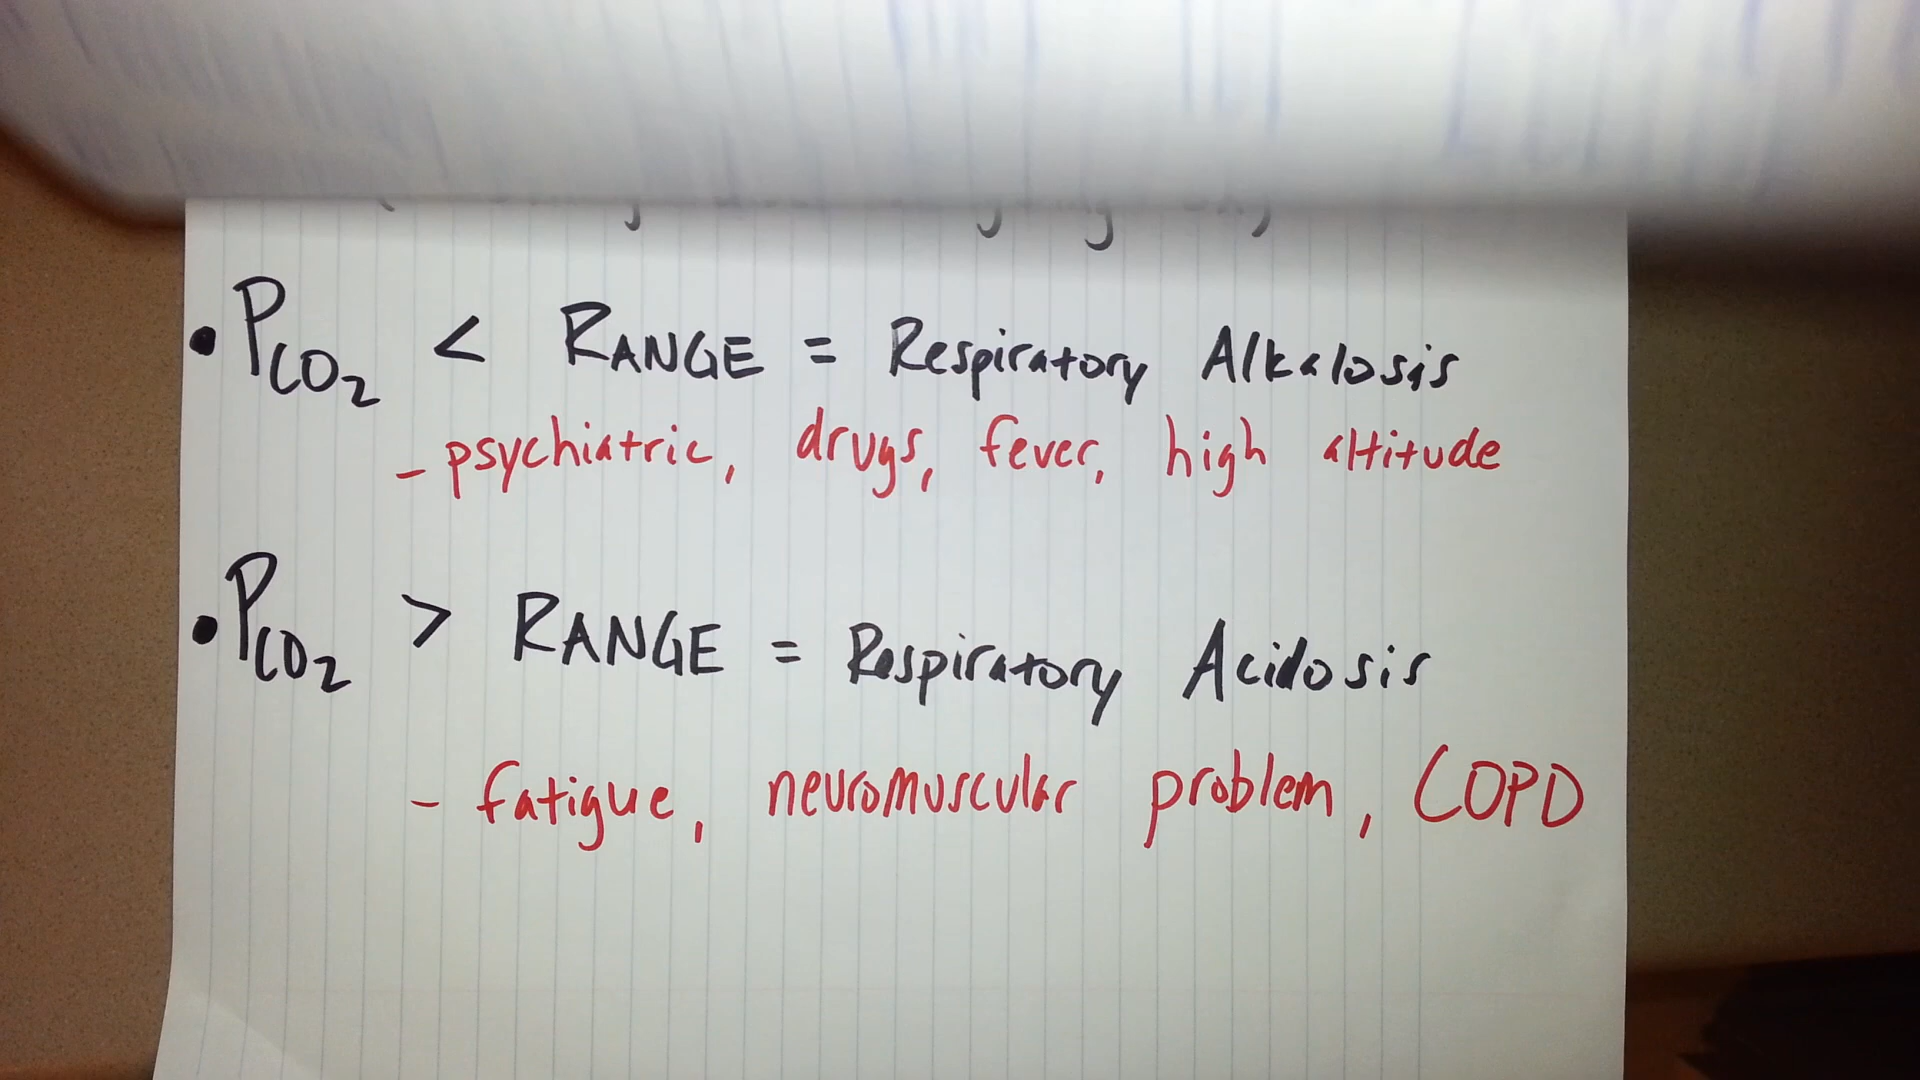 • PCO2 < RANGE = Respiratory Alkalosis
- psychiatric, drugs, fever, high altitude
• PCO2 > RANGE = Respiratory Acidosis
- fatigue, neuromuscular problem, COPD